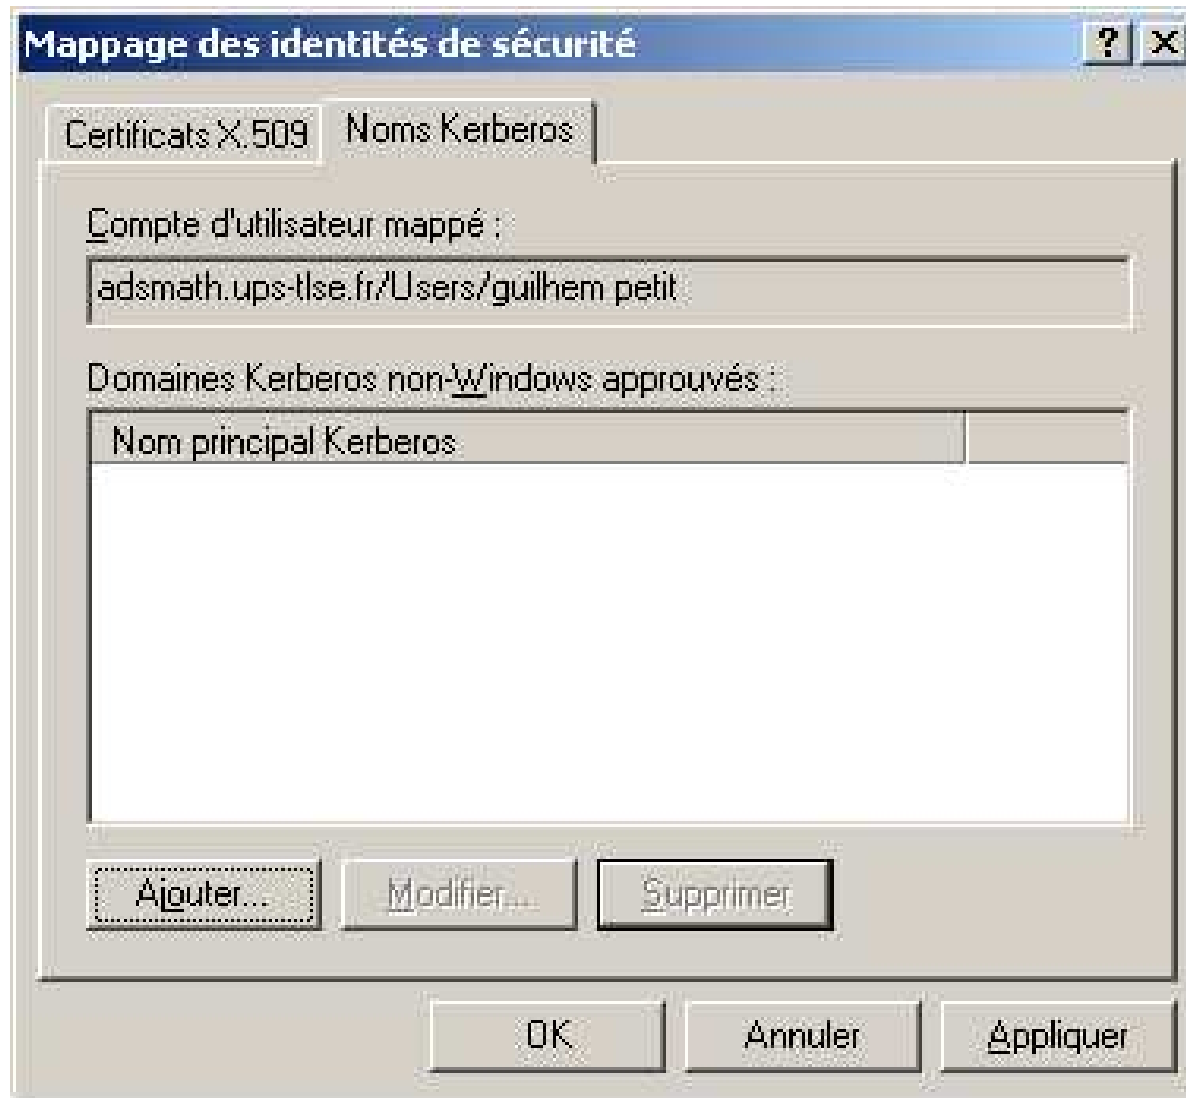 Mappage des identités de sécurité
Certificats X.509 Noms Kerberos
Compte d'utilisateur mappé :
adsmath.ups-tlse.fr/Users/guilhem petit
Domaines Kerberos non-Windows approuvés :
Nom principal Kerberos
Ajouter... Modifier... Supprimer
OK Annuler Appliquer